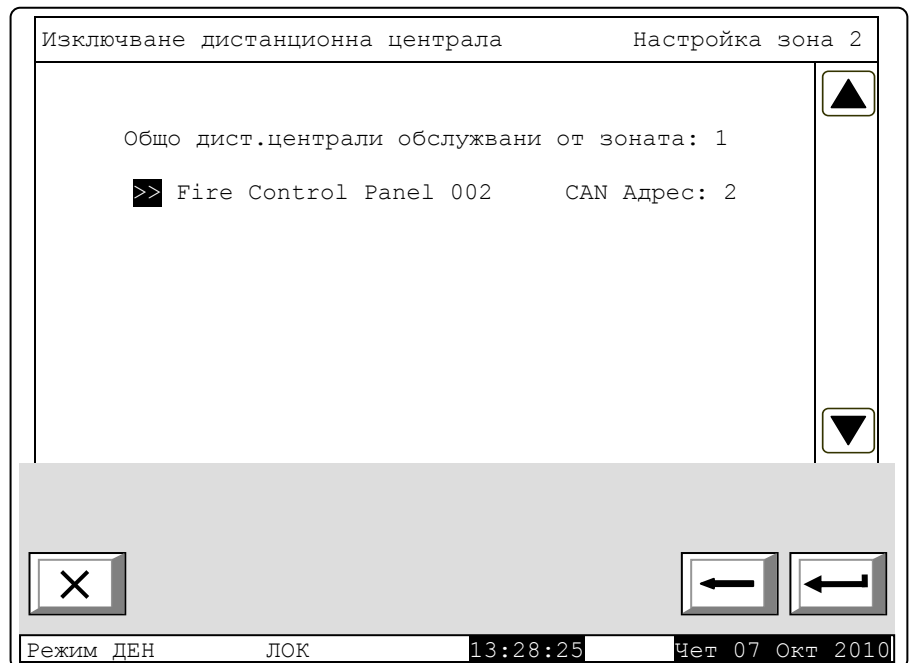 Изключване дистанционна централа Настройка зона 2
Общо дист.централи обслужвани от зоната: 1
>> Fire Control Panel 002 CAN Адрес: 2
Режим ДЕН ЛОК 13:28:25 Чет 07 Окт 2010